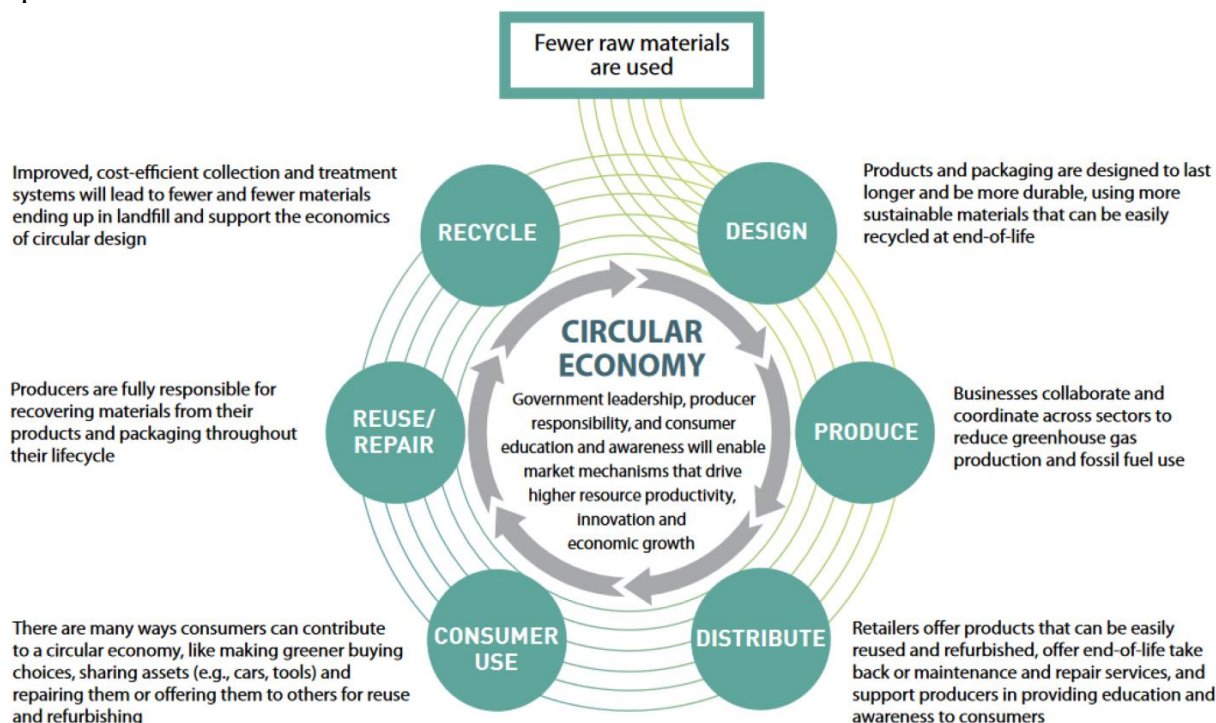 Fewer raw materials
are used
Improved, cost-efficient collection and treatment
systems will lead to fewer and fewer materials
ending up in landfill and support the economics
of circular design
RECYCLE
DESIGN
Products and packaging are designed to last
longer and be more durable, using more
sustainable materials that can be easily
recycled at end-of-life
CIRCULAR
ECONOMY
Government leadership, producer
responsibility, and consumer
education and awareness will enable
market mechanisms that drive
higher resource productivity,
innovation and
economic growth
Producers are fully responsible for
recovering materials from their
products and packaging throughout
their lifecycle
REUSE/
REPAIR
PRODUCE
Businesses collaborate and
coordinate across sectors to
reduce greenhouse gas
production and fossil fuel use
There are many ways consumers can contribute
to a circular economy, like making greener buying
choices, sharing assets (e.g., cars, tools) and
repairing them or offering them to others for reuse
and refurbishing
CONSUMER
USE
DISTRIBUTE
Retailers offer products that can be easily
reused and refurbished, offer end-of-life take
back or maintenance and repair services, and
support producers in providing education and
awareness to consumers